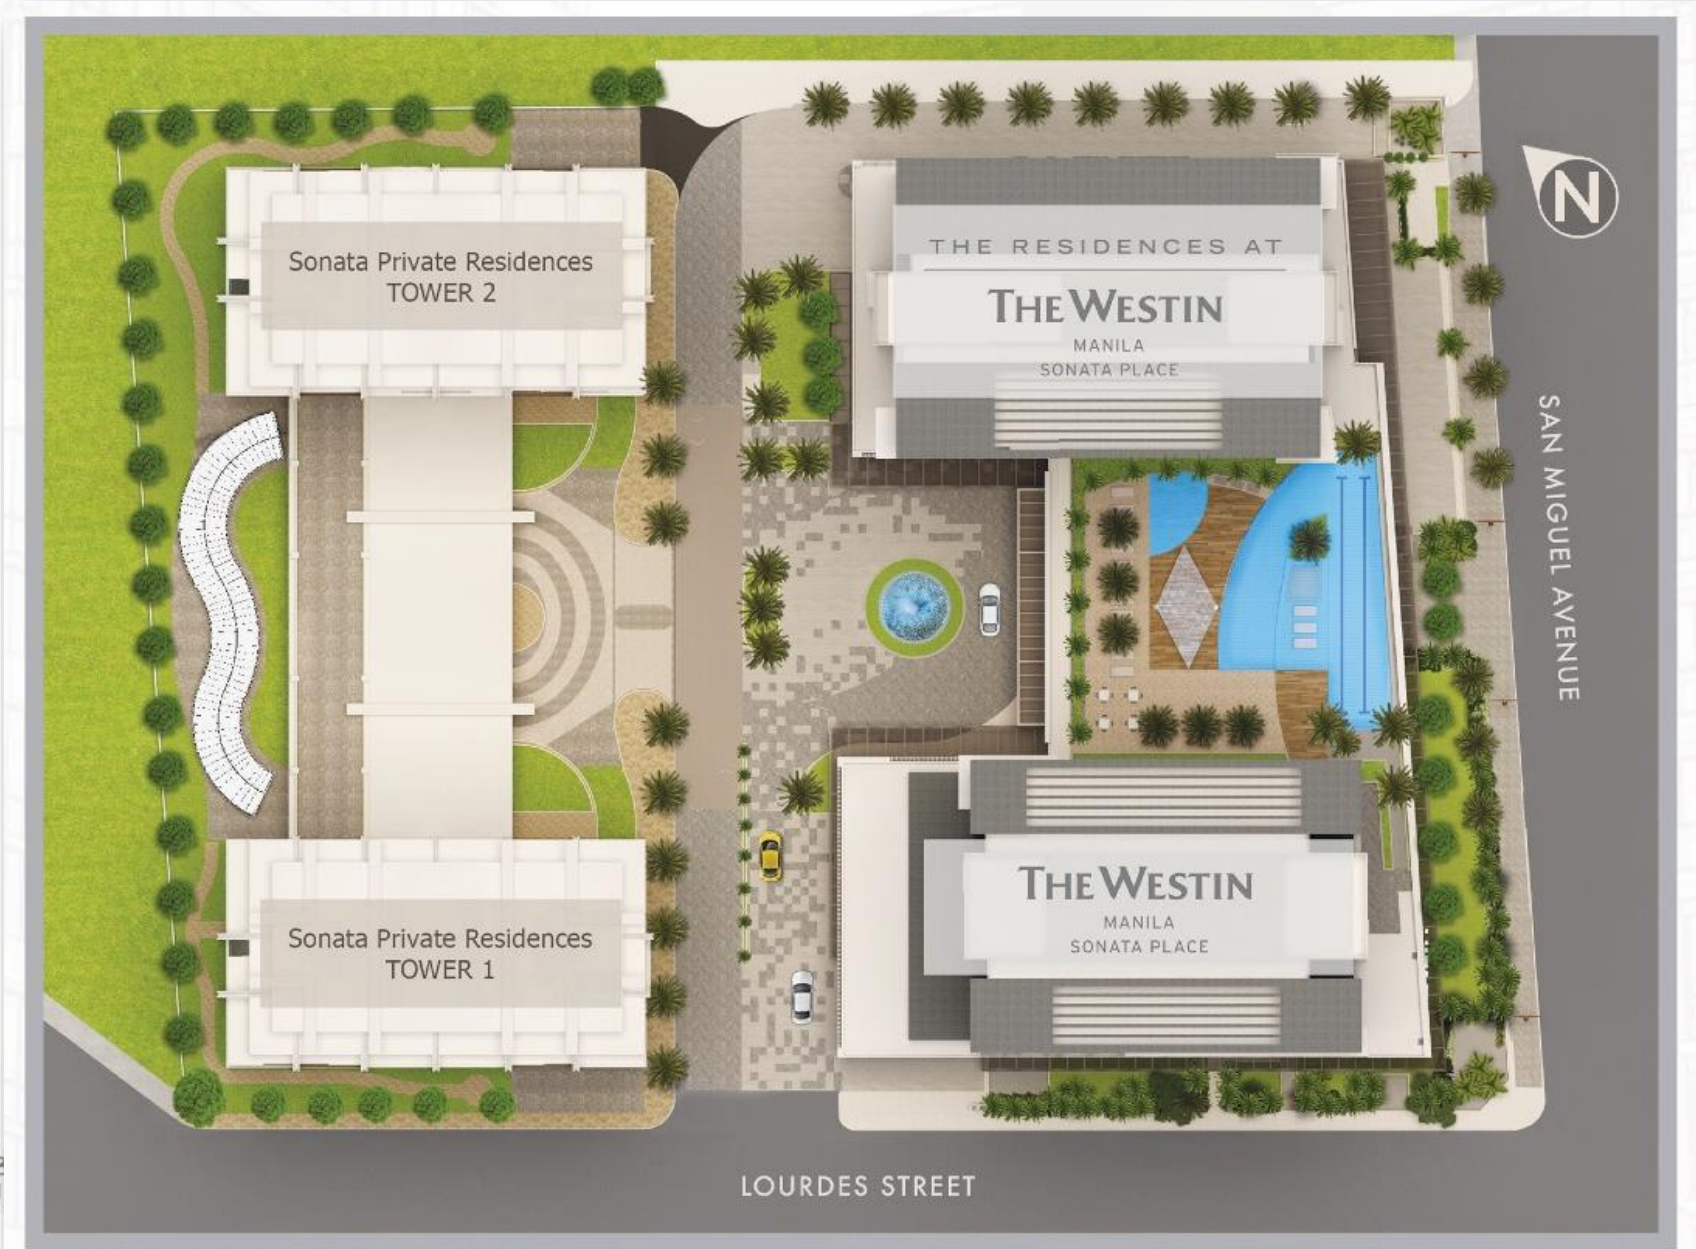 Sonata Private Residences
TOWER 2
THE RESIDENCES AT
THE WESTIN
MANILA
SONATA PLACE
N
SAN MIGUEL AVENUE
Sonata Private Residences
TOWER 1
THE WESTIN
MANILA
SONATA PLACE
LOURDES STREET